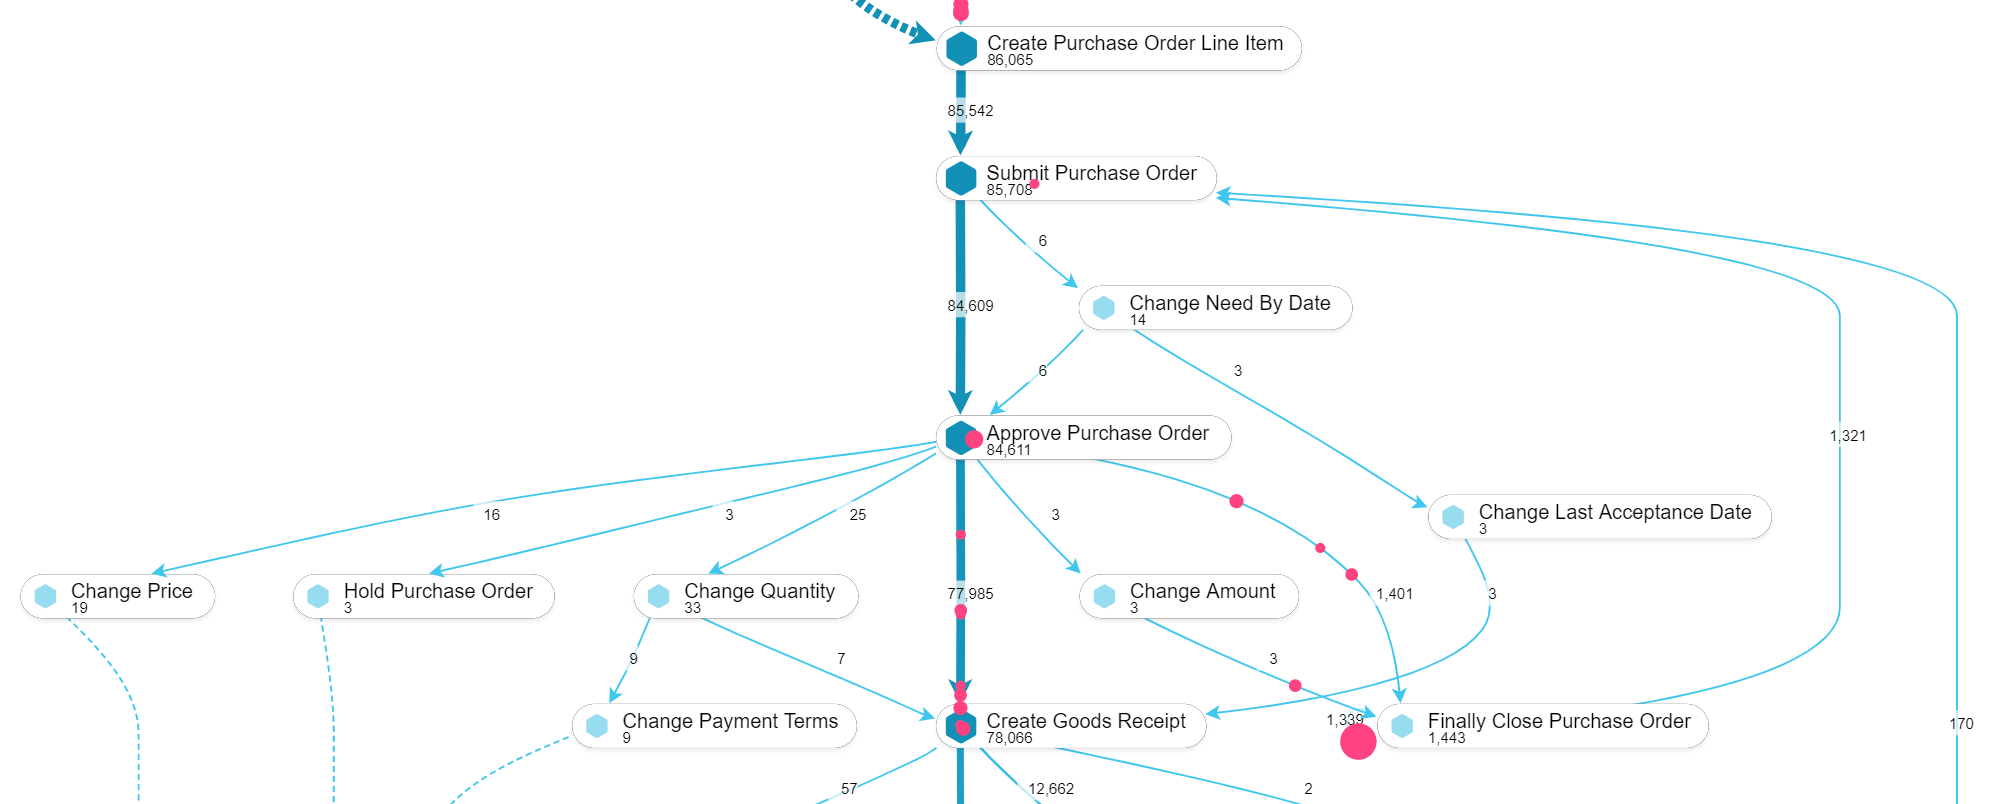 Create Purchase Order Line Item
86,065
85,542
Submit Purchase Order
85,708
6
84,609
Change Need By Date
14
6
3
1,321
Approve Purchase Order
84,611
16
3
25
3
Change Last Acceptance Date
3
Change Price
19
Hold Purchase Order
3
Change Quantity
33
77,985
Change Amount
3
1,401
3
9
7
3
Change Payment Terms
9
Create Goods Receipt
78,066
1,339
Finally Close Purchase Order
1,443
170
57
12,662
2